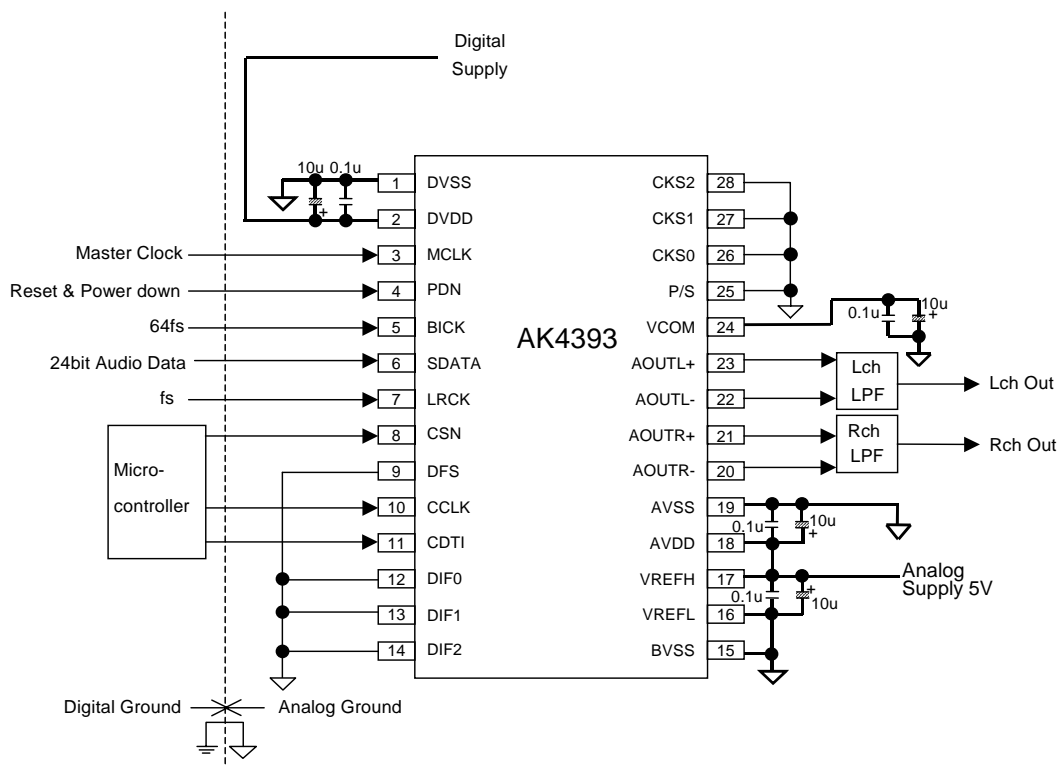 Digital
Supply
10u 0.1u
1 DVSS
2 DVDD
Master Clock 3 MCLK
Reset & Power down 4 PDN
64fs 5 BICK
24bit Audio Data 6 SDATA
fs 7 LRCK
8 CSN
9 DFS
Micro-
controller
10 CCLK
11 CDTI
12 DIF0
13 DIF1
14 DIF2
AK4393
CKS2 28
CKS1 27
CKS0 26
P/S 25
VCOM 24
0.1u 10u +
AOUTL+ 23
AOUTL- 22
Lch
LPF
Lch Out
AOUTR+ 21
AOUTR- 20
Rch
LPF
Rch Out
AVSS 19
0.1u 10u +
AVDD 18
VREFH 17
Analog
Supply 5V
0.1u + 10u
VREFL 16
BVSS 15
+
Digital Ground Analog Ground